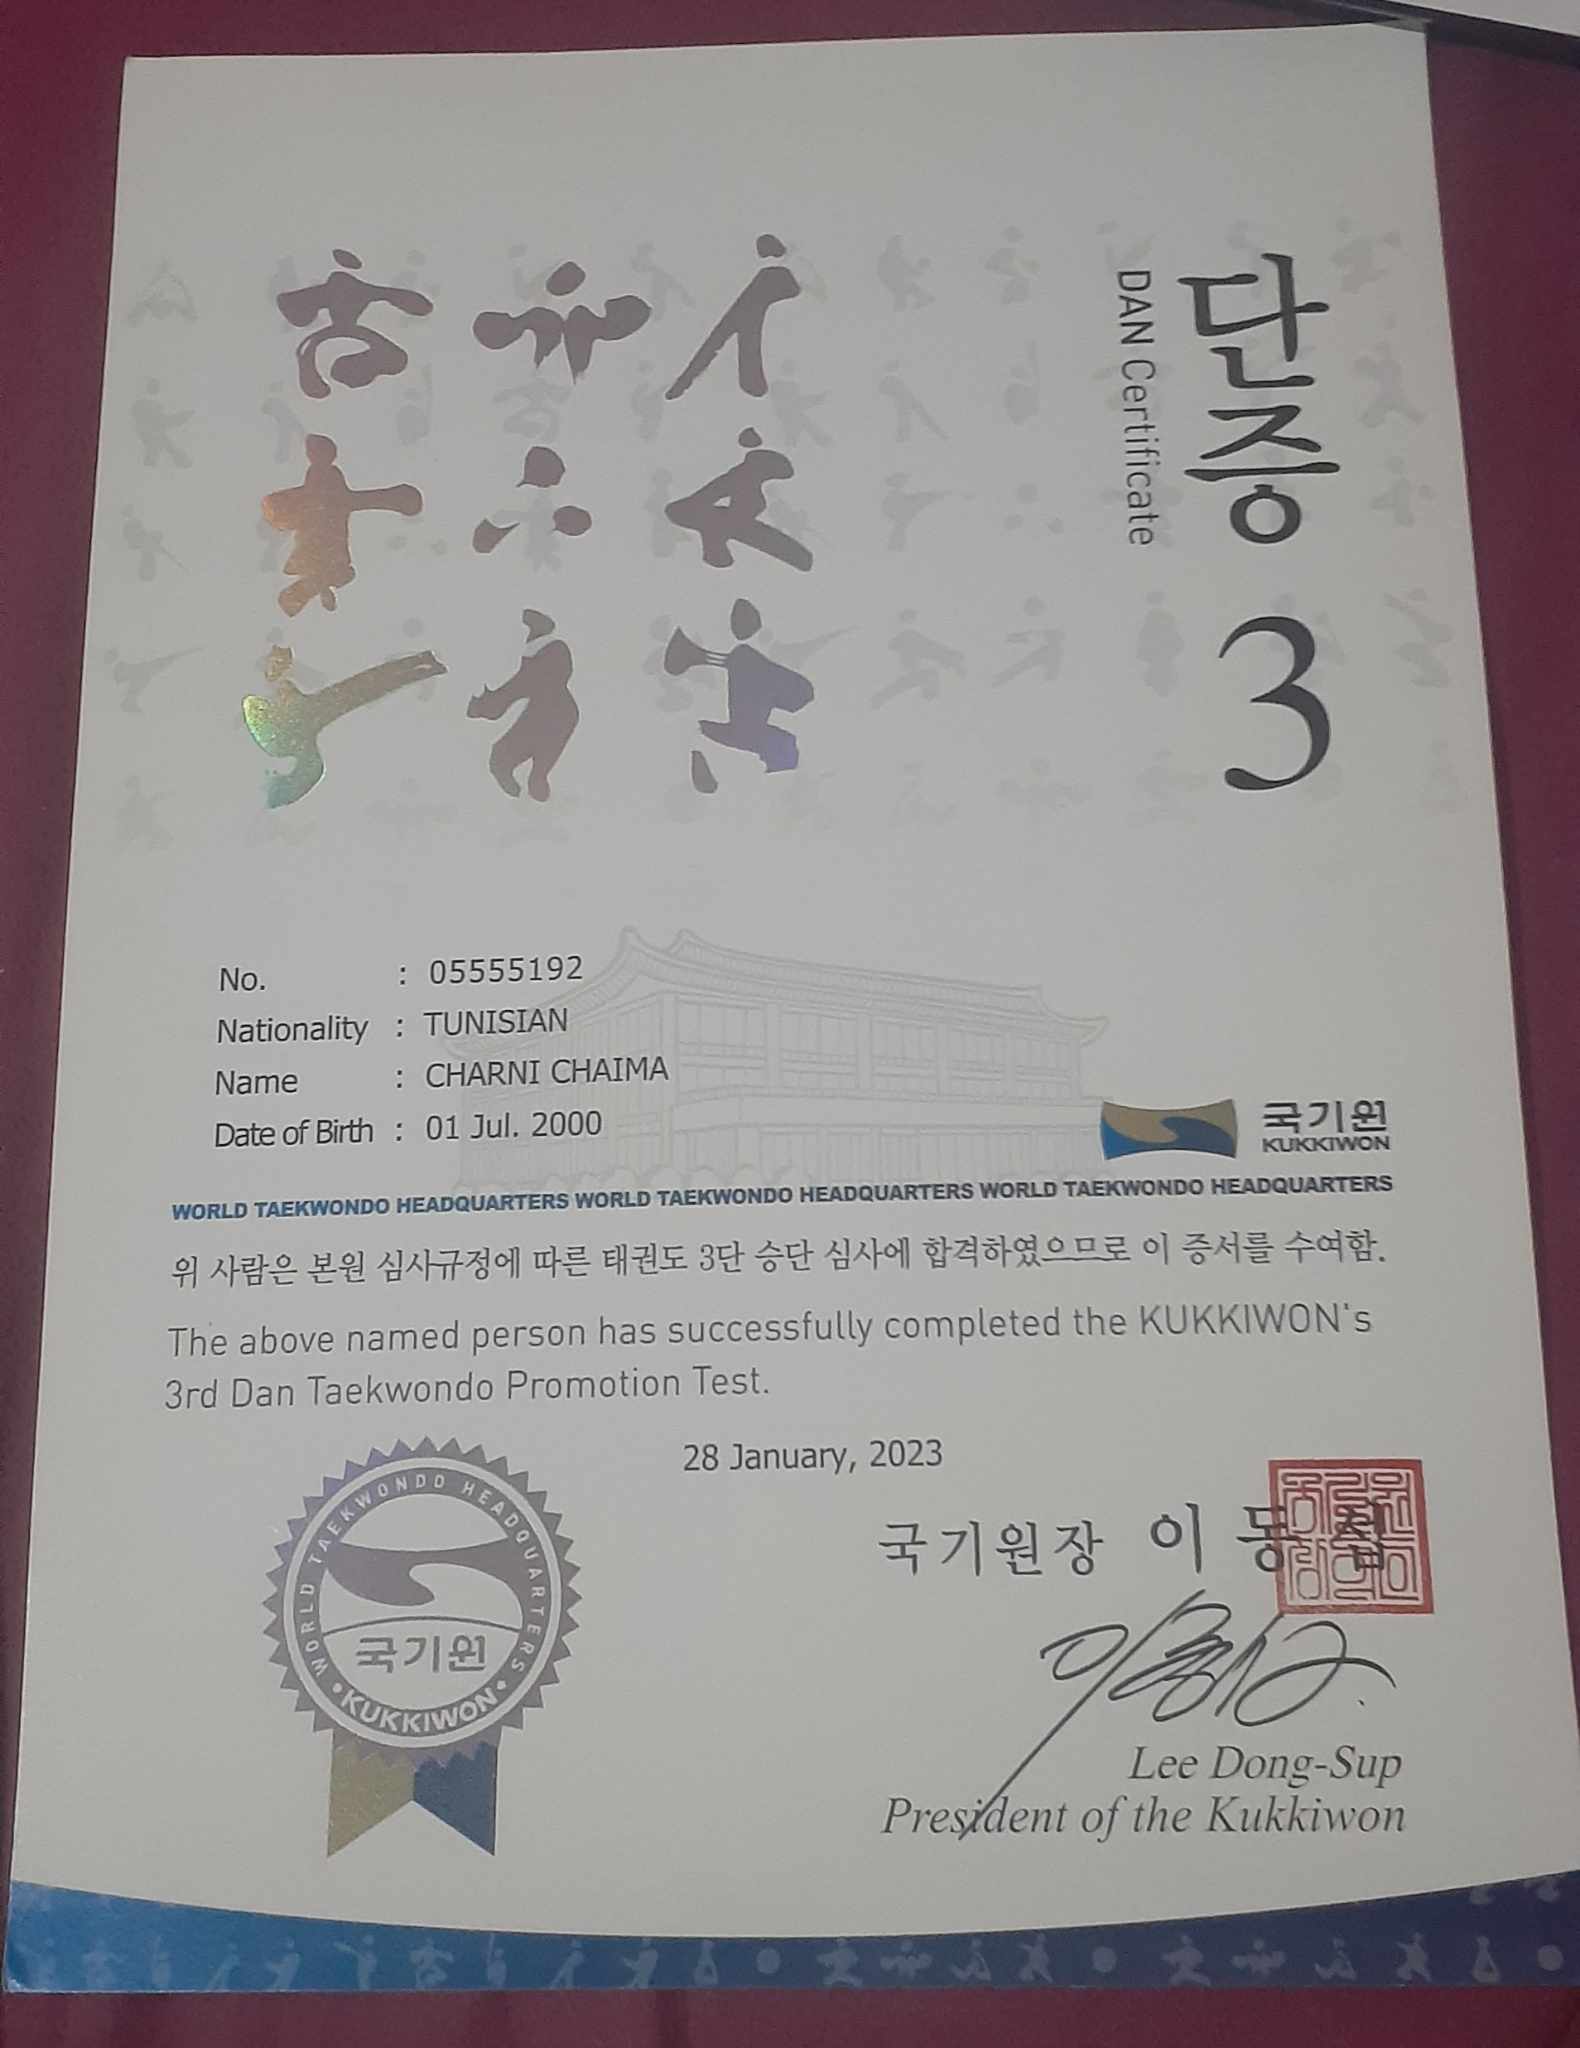 단증 3
DAN Certificate
No. : 05555192
Nationality : TUNISIAN
Name : CHARNI CHAIMA
Date of Birth : 01 Jul. 2000
국기원
KUKKIWON
WORLD TAEKWONDO HEADQUARTERS WORLD TAEKWONDO HEADQUARTERS WORLD TAEKWONDO HEADQUARTERS
위 사람은 본원 심사규정에 따른 태권도 3단 승단 심사에 합격하였으므로 이 증서를 수여함.
The above named person has successfully completed the KUKKIWON's
3rd Dan Taekwondo Promotion Test.
28 January, 2023
국기원장 이 동 섭
Lee Dong-Sup
President of the Kukkiwon
WORLD TAEKWONDO HEADQUARTERS
국기원
KUKKIWON